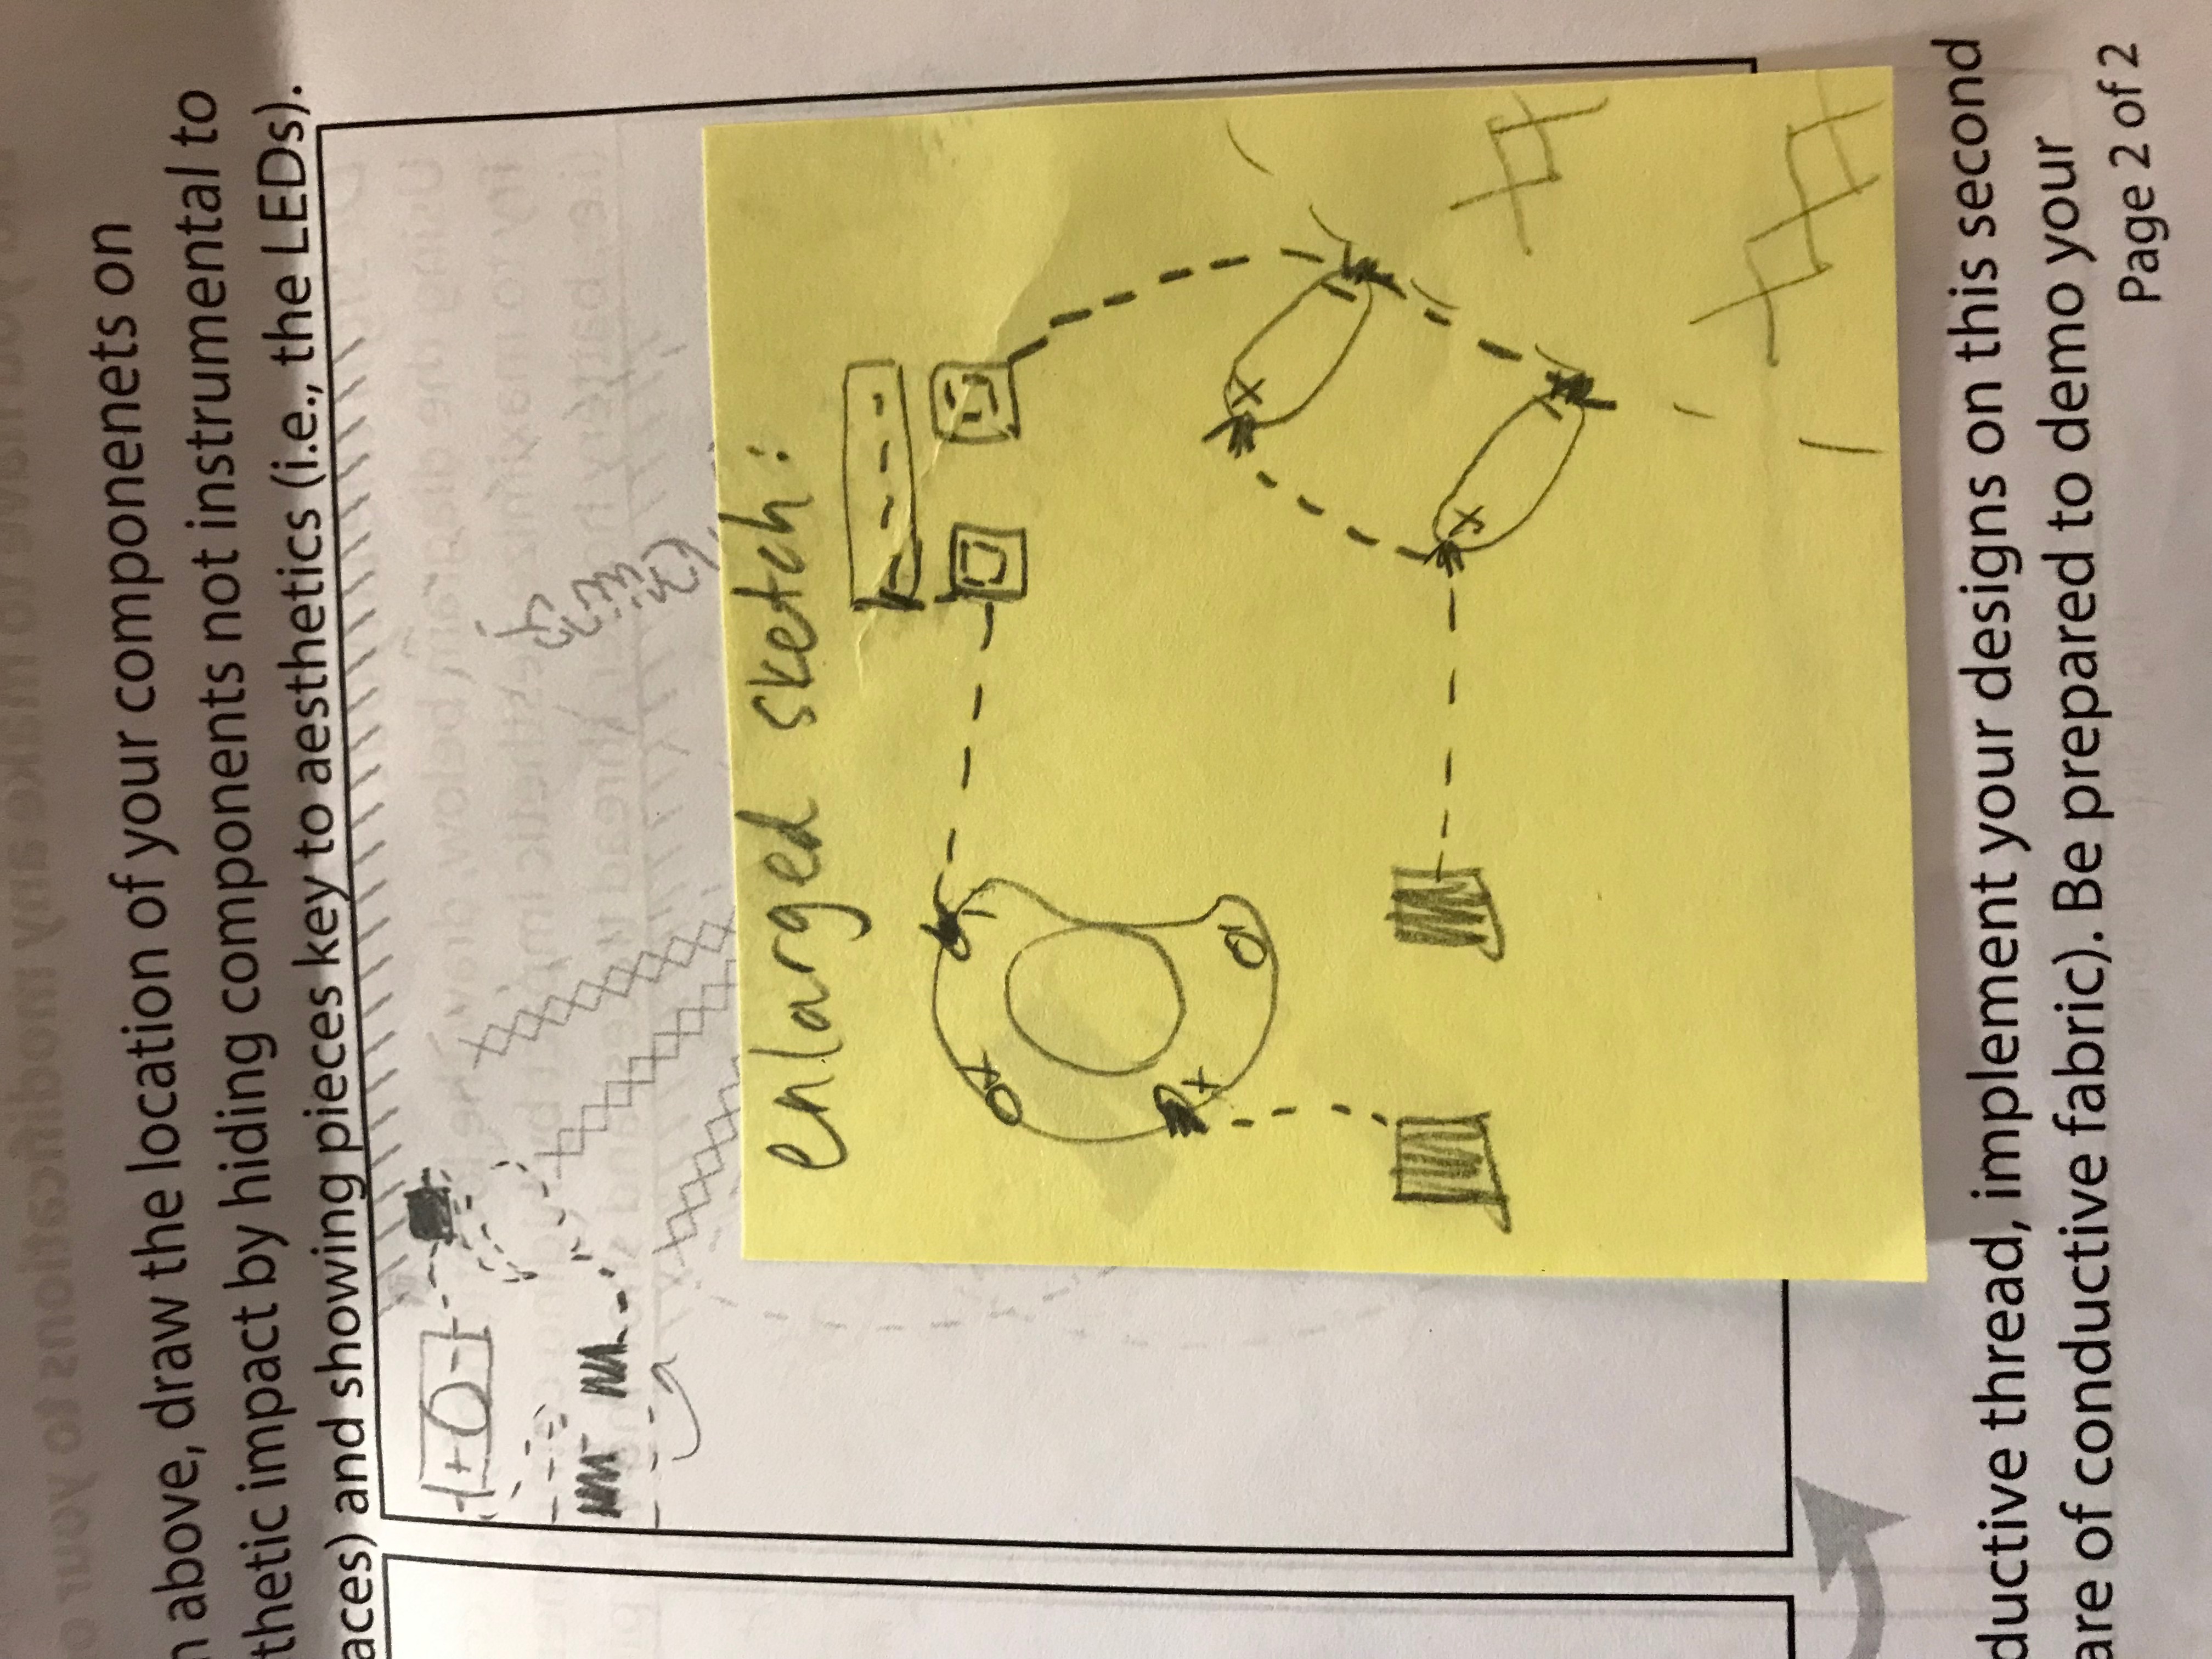 above, draw the location of your componenets on
thetic impact by hiding components not instrumental to
aces) and showing pieces key to aesthetics (i.e., the LEDs).
+ -
enlarged sketch:
ductive thread, implement your designs on this second
are of conductive fabric). Be prepared to demo your
Page 2 of 2